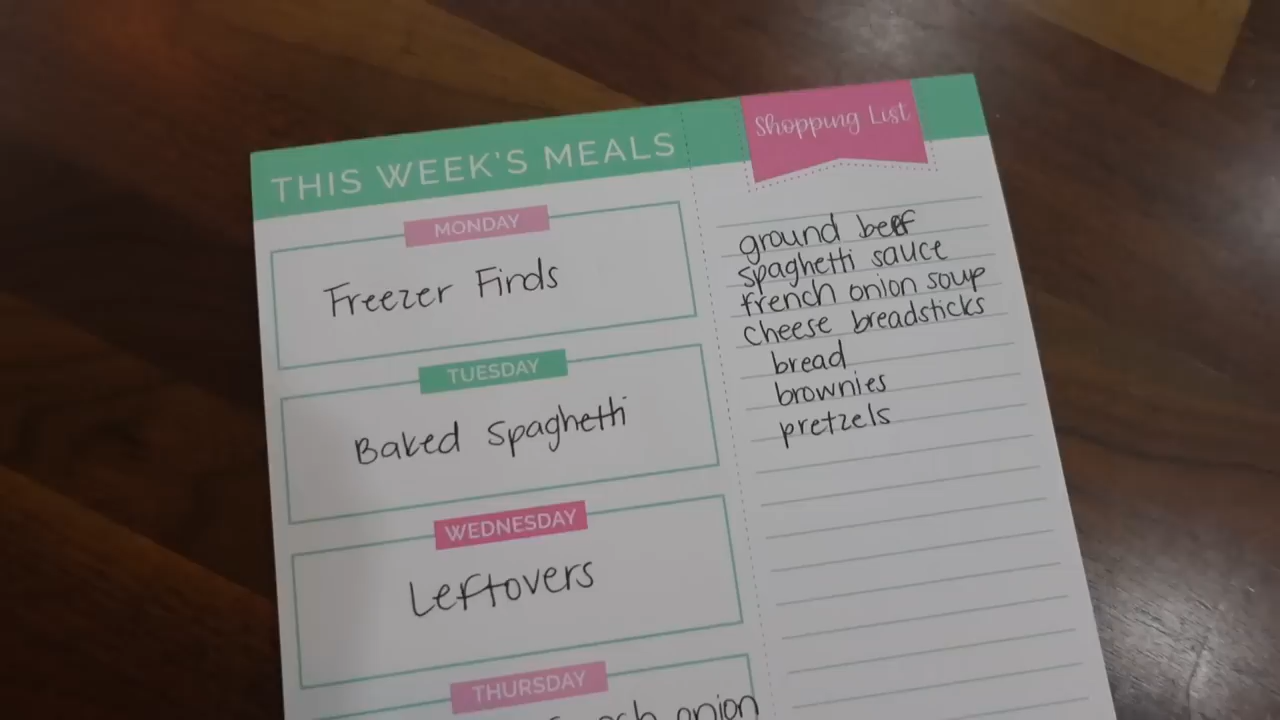 THIS WEEK'S MEALS
MONDAY
Freezer Finds
TUESDAY
Baked Spaghetti
WEDNESDAY
Leftovers
THURSDAY
onion
Shopping List
ground beef
spaghetti sauce
french onion soup
cheese breadsticks
bread
brownies
pretzels